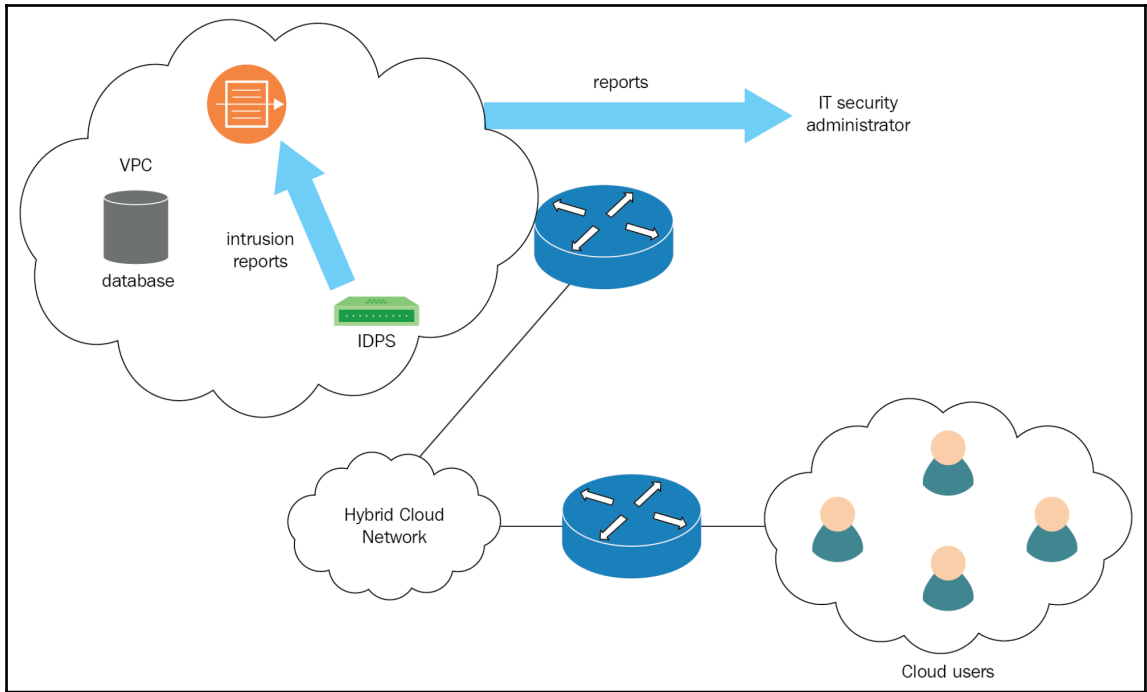 reports
IT security
administrator
VPC
intrusion
reports
database
IDPS
Hybrid Cloud
Network
Cloud users